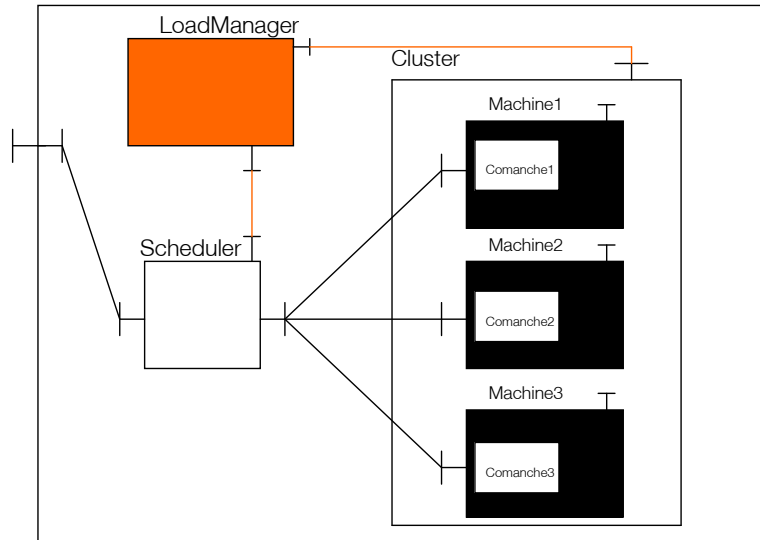 LoadManager
Cluster
Machine1
Comanche1
Scheduler
Machine2
Comanche2
Machine3
Comanche3